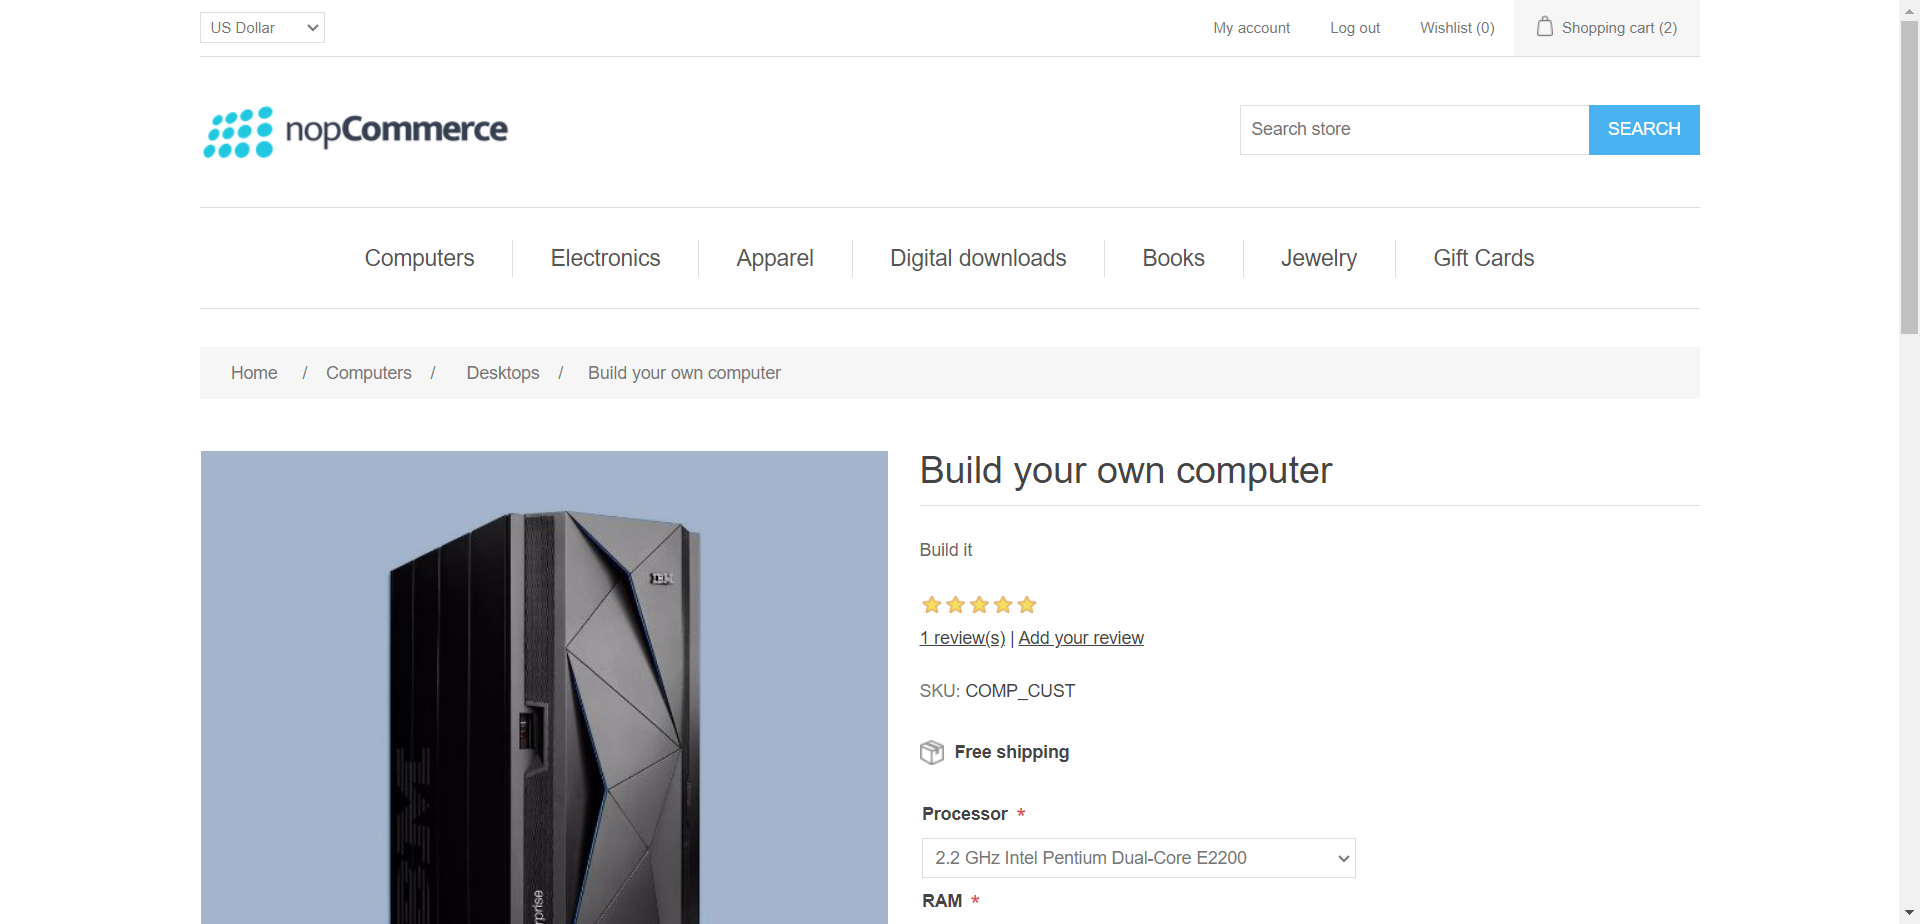 US Dollar
My account
Log out
Wishlist (0)
Shopping cart (2)
nopCommerce
Search store
SEARCH
Computers
Electronics
Apparel
Digital downloads
Books
Jewelry
Gift Cards
Home / Computers / Desktops / Build your own computer
IBM
IBM
rprise
Build your own computer
Build it
1 review(s) | Add your review
SKU: COMP_CUST
Free shipping
Processor *
2.2 GHz Intel Pentium Dual-Core E2200
RAM *